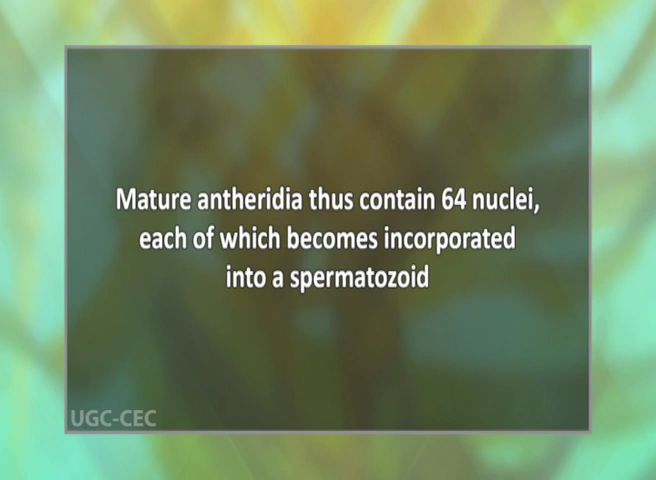 Mature antheridia thus contain 64 nuclei,
each of which becomes incorporated
into a spermatozoid
UGC-CEC